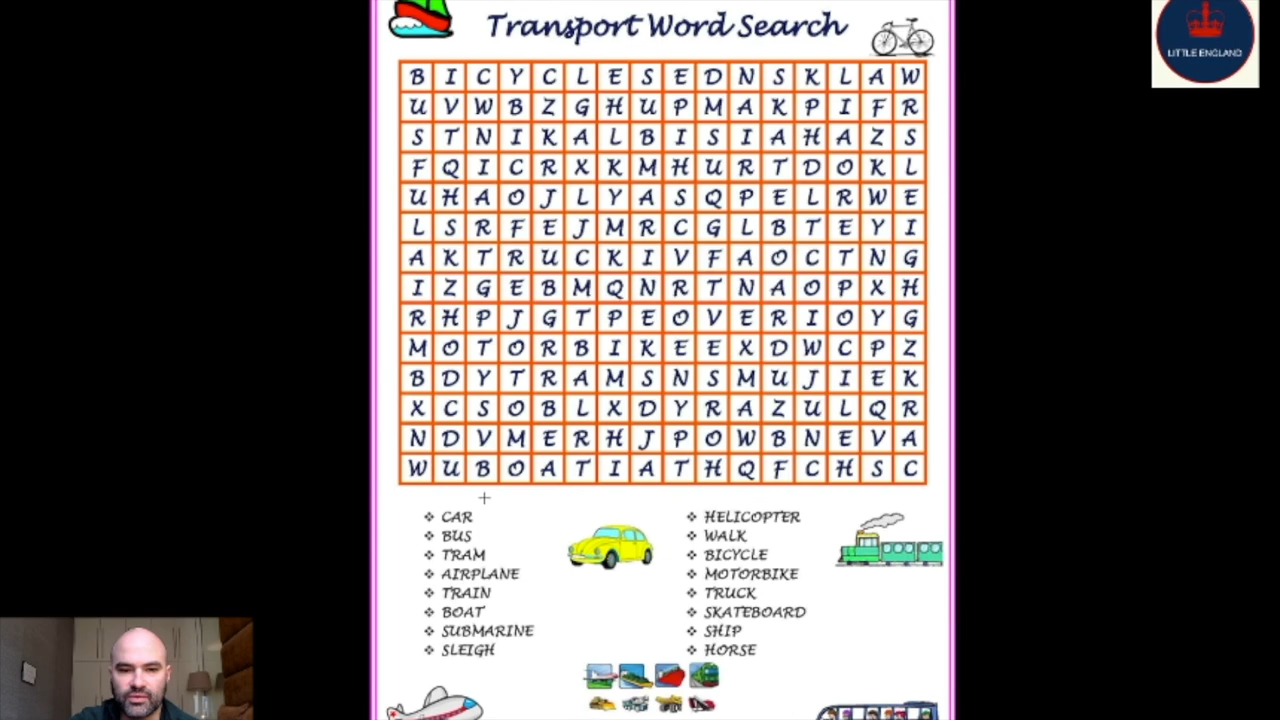 Transport Word Search
LITTLE ENGLAND
B I C Y C L E S E D N S K L A W
U V W B Z G H U P M A K P I F R
S T N I K A L B I S I A H A Z S
F Q I C R X K M H U R T D O K L
U H A O J L Y A S Q P E L R W E
L S R F E J M R C G L B T E Y I
A K T R U C K I V F A O C T N G
I Z G E B M Q N R T N A O P X H
R H P J G T P E O V E R I O Y G
M O T O R B I K E E X D W C P Z
B D Y T R A M S N S M U J I E K
X C S O B L X D Y R A Z U L Q R
N D V M E R H J P O W B N E V A
W U B O A T I A T H Q F C H S C
❖ CAR
❖ BUS
❖ TRAM
❖ AIRPLANE
❖ TRAIN
❖ BOAT
❖ SUBMARINE
❖ SLEIGH
❖ HELICOPTER
❖ WALK
❖ BICYCLE
❖ MOTORBIKE
❖ TRUCK
❖ SKATEBOARD
❖ SHIP
❖ HORSE